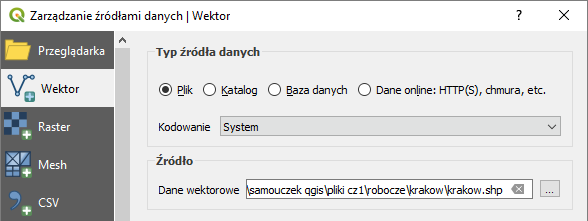 Zarządzanie źródłami danych | Wektor
Przeglądarka
Wektor
Raster
Mesh
CSV
Typ źródła danych
Plik Katalog Baza danych Dane online: HTTP(S), chmura, etc.
Kodowanie System
Źródło
Dane wektorowe \samouczek qgis\pliki cz1\robocze\krakow\krakow.shp ...